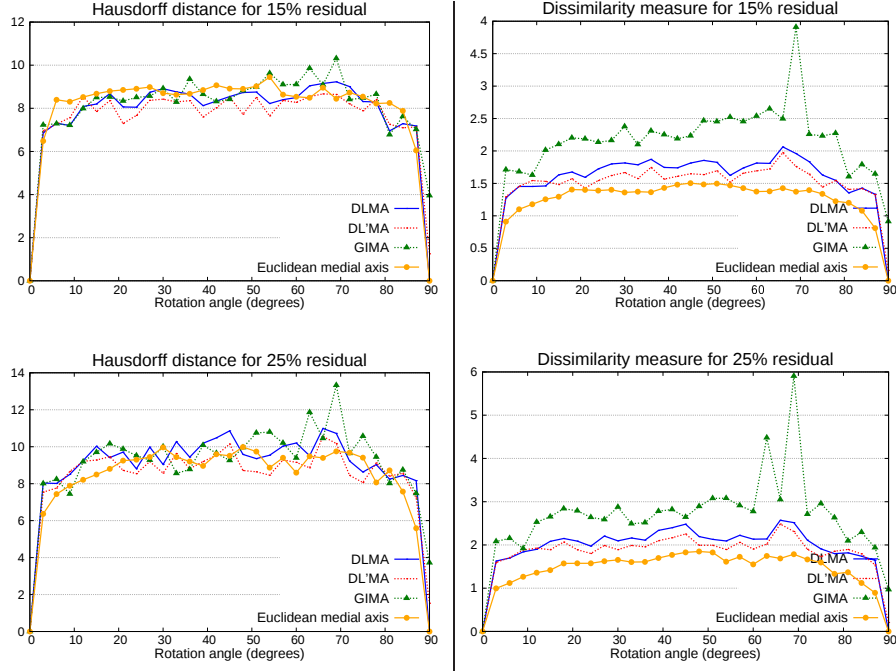 Hausdorff distance for 15% residual
12
10
8
6
4
2
0
DLMA
DL'MA
GIMA
Euclidean medial axis
0 10 20 30 40 50 60 70 80 90
Rotation angle (degrees)
Dissimilarity measure for 15% residual
4
3.5
3
2.5
2
1.5
1
0.5
0
DLMA
DL'MA
GIMA
Euclidean medial axis
0 10 20 30 40 50 60 70 80 90
Rotation angle (degrees)
Hausdorff distance for 25% residual
14
12
10
8
6
4
2
0
DLMA
DL'MA
GIMA
Euclidean medial axis
0 10 20 30 40 50 60 70 80 90
Rotation angle (degrees)
Dissimilarity measure for 25% residual
6
5
4
3
2
1
0
DLMA
DL'MA
GIMA
Euclidean medial axis
0 10 20 30 40 50 60 70 80 90
Rotation angle (degrees)